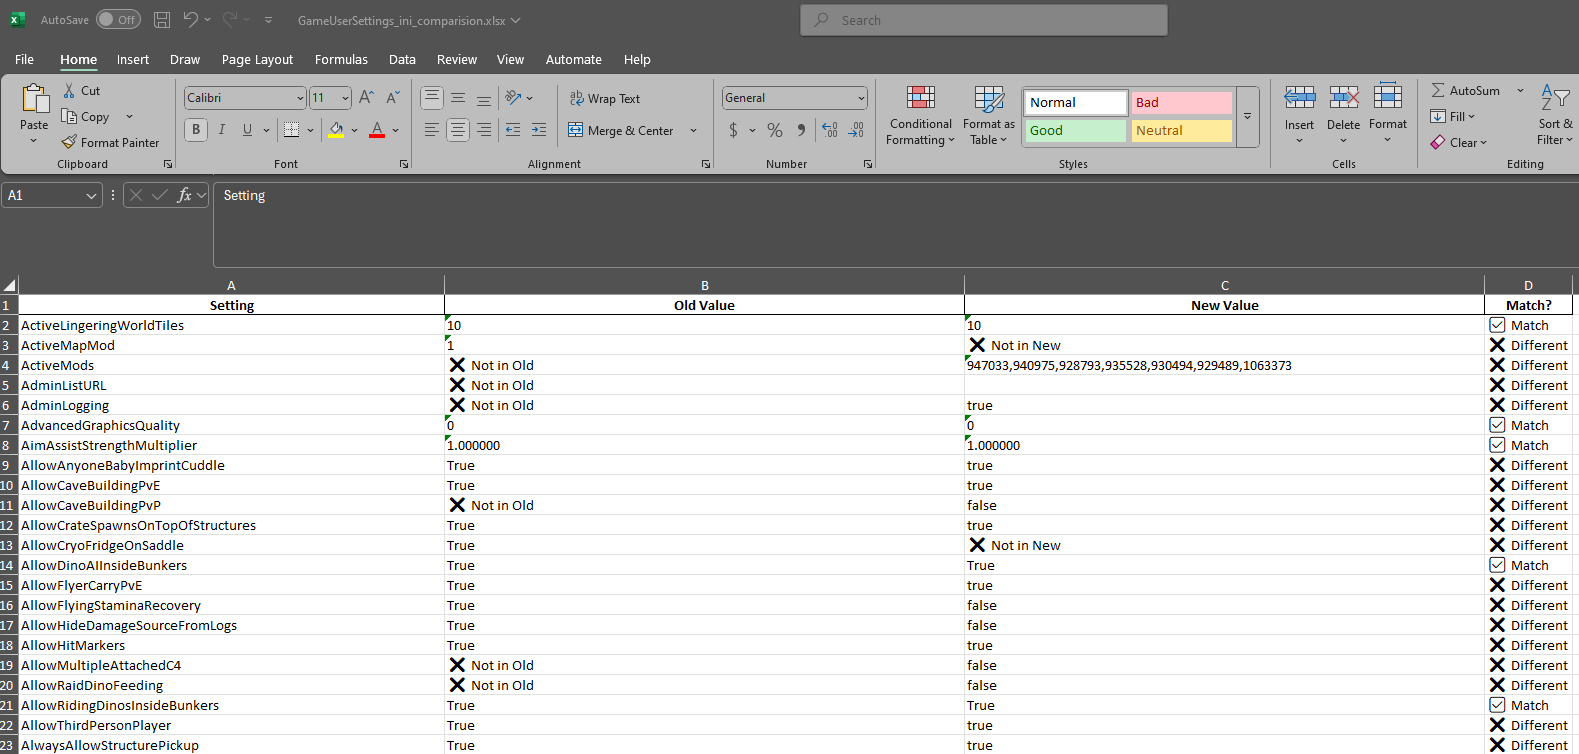 AutoSave Off GameUserSettings_ini_comparision.xlsx Search
File Home Insert Draw Page Layout Formulas Data Review View Automate Help
Paste
Cut
Copy
Format Painter
Clipboard
Calibri 11
B I U
Font
Wrap Text
Merge & Center
Alignment
General
$ % 9
Number
Conditional Formatting
Format as Table
Normal Bad
Good Neutral
Styles
Insert Delete Format
Cells
AutoSum
Fill
Clear
Sort & Filter
Editing
A1 fx Setting
A B C D
1 Setting Old Value New Value Match?
2 ActiveLingeringWorldTiles 10 10 Match
3 ActiveMapMod 1 Not in New Different
4 ActiveMods Not in Old 947033,940975,928793,935528,930494,929489,1063373 Different
5 AdminListURL Not in Old Different
6 AdminLogging Not in Old true Different
7 AdvancedGraphicsQuality 0 0 Match
8 AimAssistStrengthMultiplier 1.000000 1.000000 Match
9 AllowAnyoneBabyImprintCuddle True true Different
10 AllowCaveBuildingPvE True true Different
11 AllowCaveBuildingPvP Not in Old false Different
12 AllowCrateSpawnsOnTopOfStructures True true Different
13 AllowCryoFridgeOnSaddle True Not in New Different
14 AllowDinoAIInsideBunkers True True Match
15 AllowFlyerCarryPvE True true Different
16 AllowFlyingStaminaRecovery True false Different
17 AllowHideDamageSourceFromLogs True false Different
18 AllowHitMarkers True true Different
19 AllowMultipleAttachedC4 Not in Old false Different
20 AllowRaidDinoFeeding Not in Old false Different
21 AllowRidingDinosInsideBunkers True True Match
22 AllowThirdPersonPlayer True true Different
23 AlwaysAllowStructurePickup True true Different